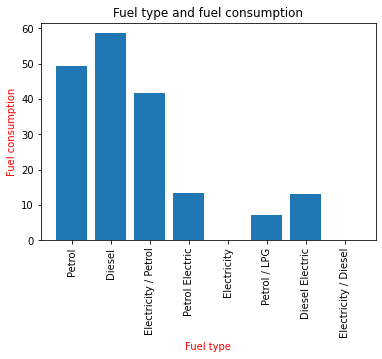 Fuel type and fuel consumption
Fuel consumption
60
50
40
30
20
10
0
Petrol
Diesel
Electricity / Petrol
Petrol Electric
Electricity
Petrol / LPG
Diesel Electric
Electricity / Diesel
Fuel type